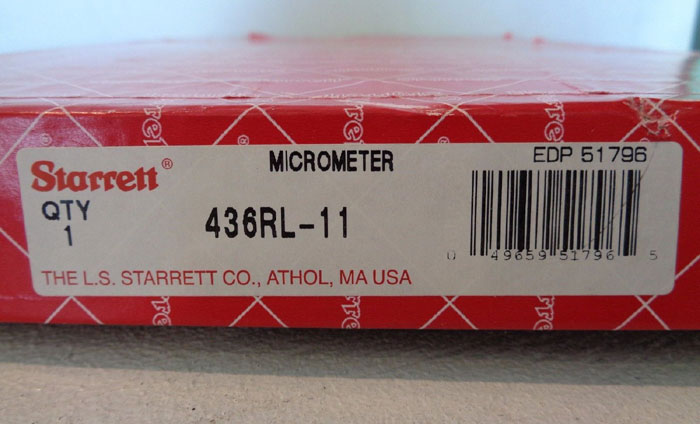 MICROMETER
EDP 51796
Starrett®
QTY
1
436RL-11
0 49659 51796 5
THE L.S. STARRETT CO., ATHOL, MA USA